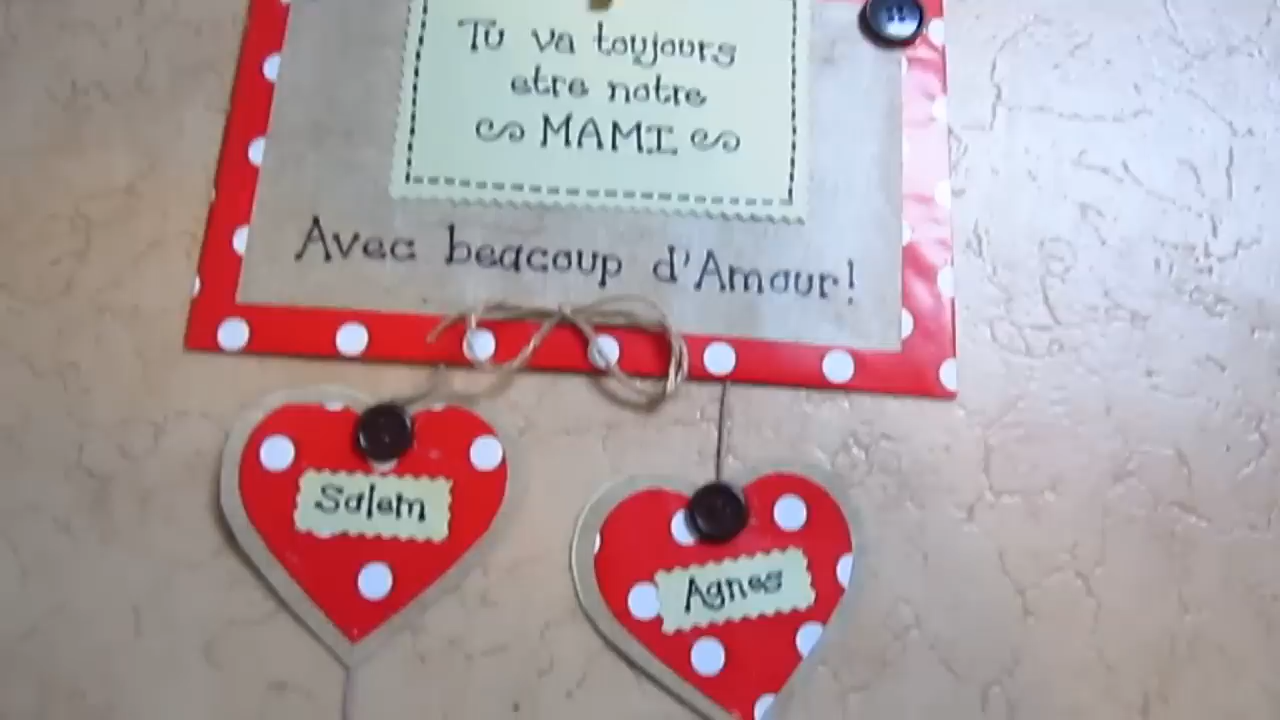 Tu va toujours
etre notre
MAMI
Avec beacoup d'Amour!
Salem
Agnes